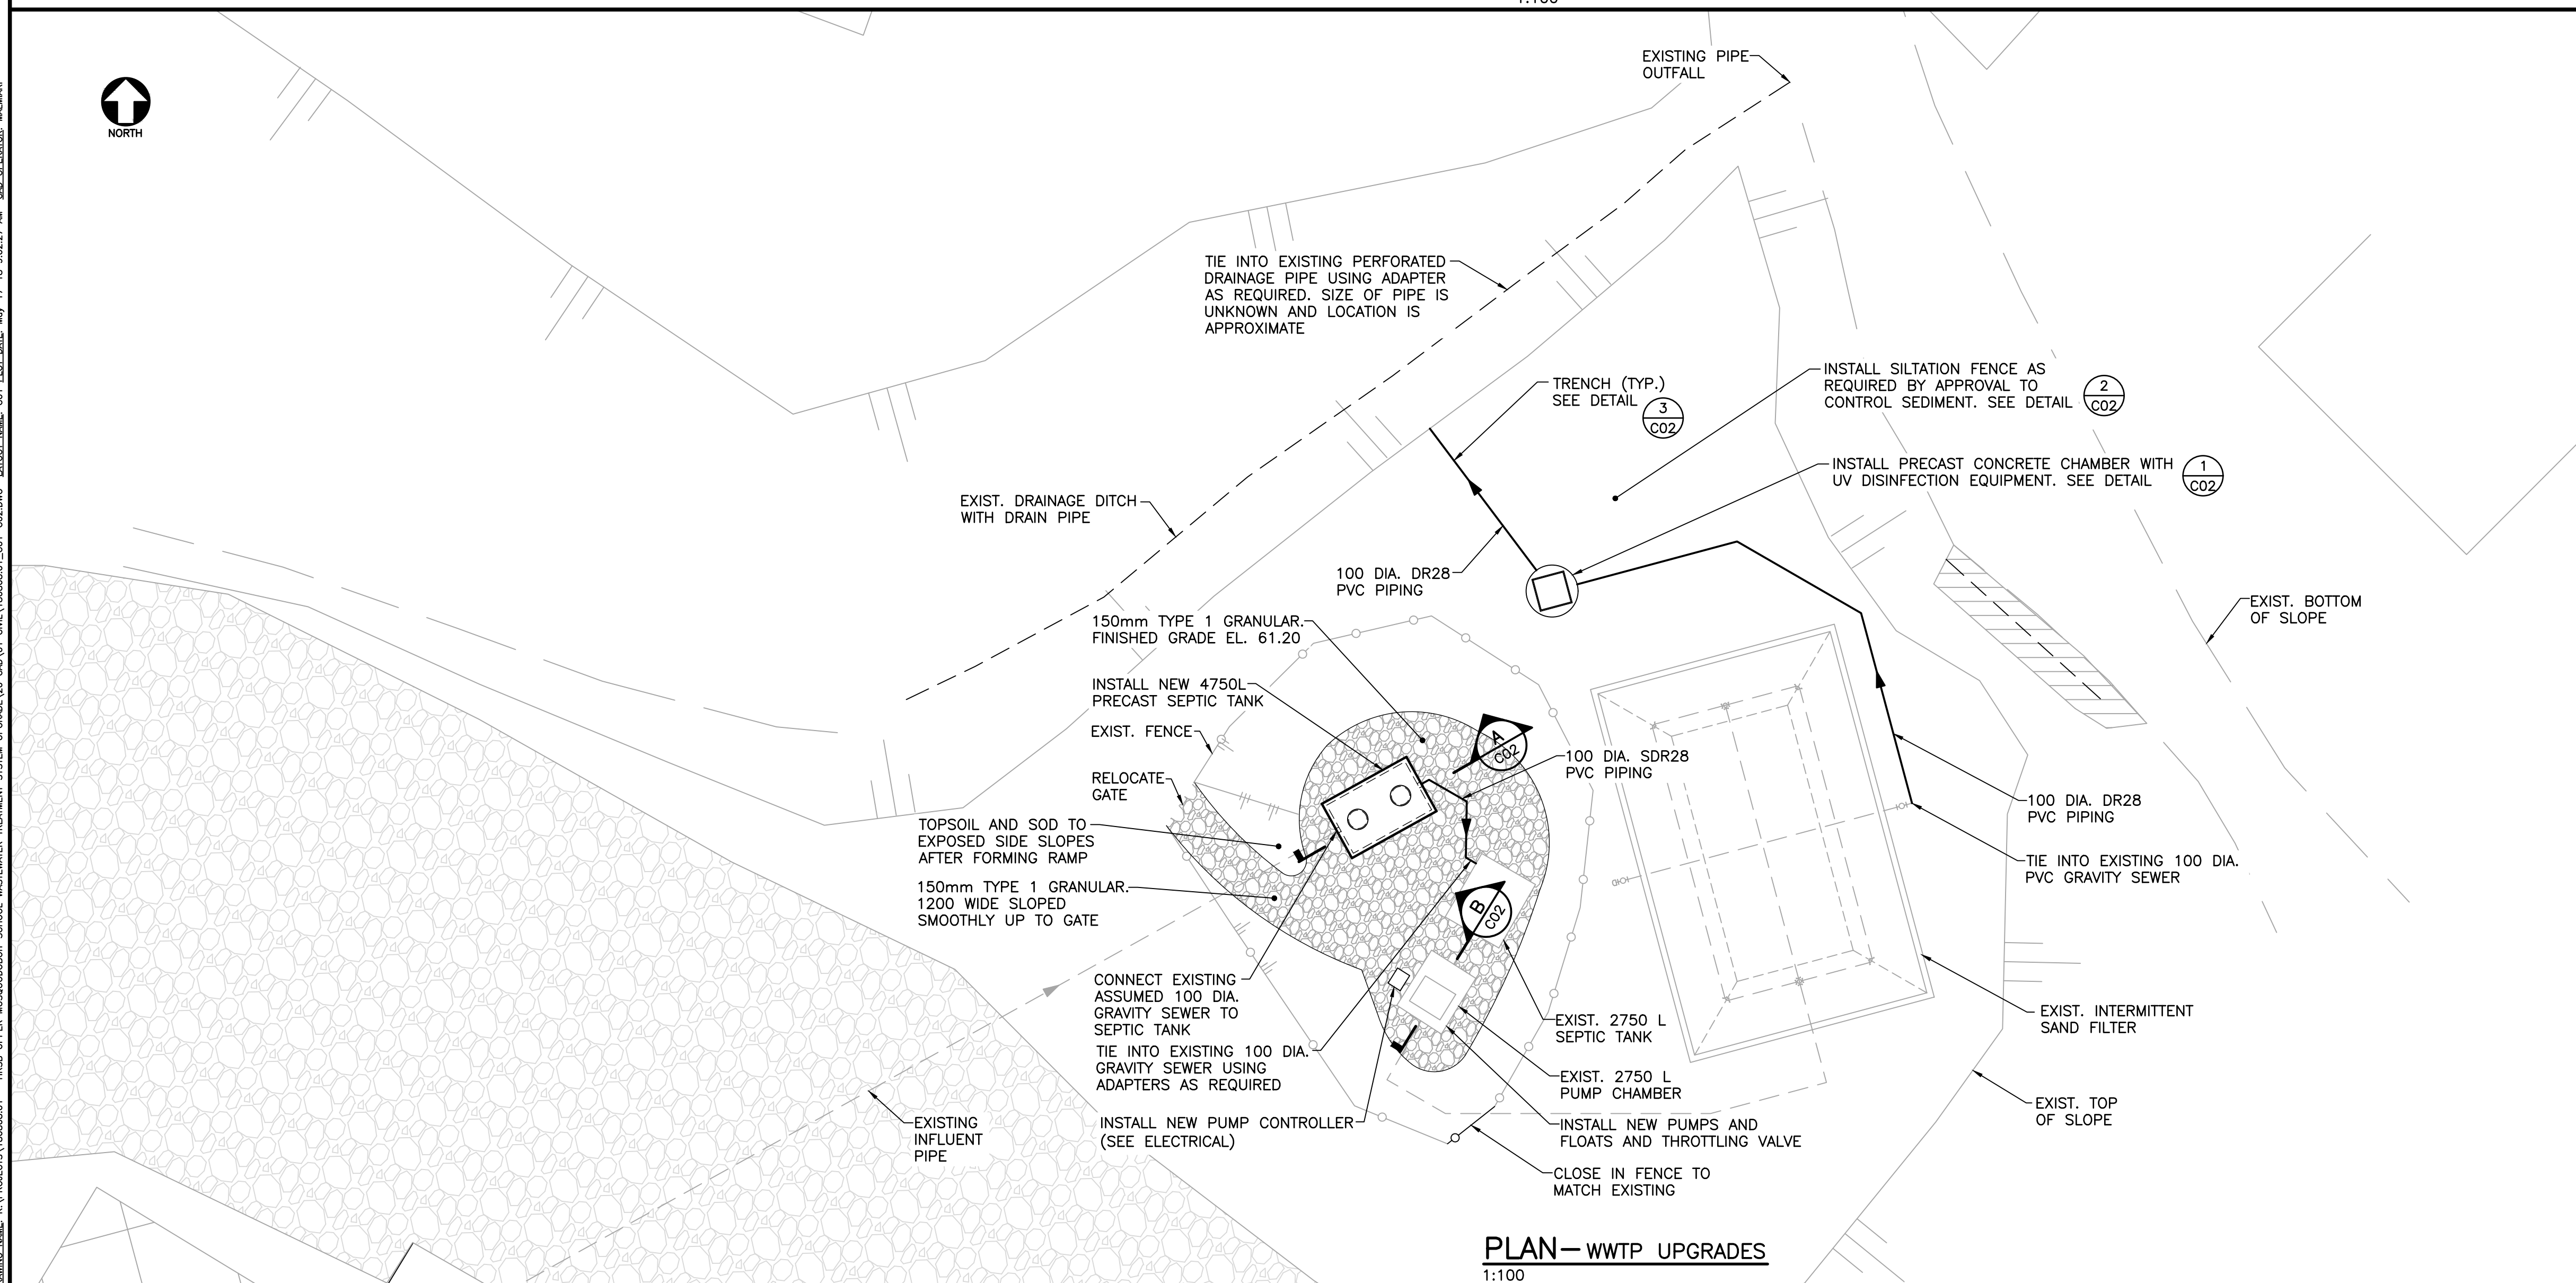 1:100
NORTH
EXISTING PIPE
OUTFALL
TIE INTO EXISTING PERFORATED
DRAINAGE PIPE USING ADAPTER
AS REQUIRED. SIZE OF PIPE IS
UNKNOWN AND LOCATION IS
APPROXIMATE
TRENCH (TYP.)
SEE DETAIL
3
C02
INSTALL SILTATION FENCE AS
REQUIRED BY APPROVAL TO
CONTROL SEDIMENT. SEE DETAIL
2
C02
INSTALL PRECAST CONCRETE CHAMBER WITH
UV DISINFECTION EQUIPMENT. SEE DETAIL
1
C02
EXIST. DRAINAGE DITCH
WITH DRAIN PIPE
100 DIA. DR28
PVC PIPING
EXIST. BOTTOM
OF SLOPE
150mm TYPE 1 GRANULAR.
FINISHED GRADE EL. 61.20
INSTALL NEW 4750L
PRECAST SEPTIC TANK
EXIST. FENCE
A
C02
100 DIA. SDR28
PVC PIPING
RELOCATE
GATE
100 DIA. DR28
PVC PIPING
TOPSOIL AND SOD TO
EXPOSED SIDE SLOPES
AFTER FORMING RAMP
TIE INTO EXISTING 100 DIA.
PVC GRAVITY SEWER
150mm TYPE 1 GRANULAR.
1200 WIDE SLOPED
SMOOTHLY UP TO GATE
B
C02
CONNECT EXISTING
ASSUMED 100 DIA.
GRAVITY SEWER TO
SEPTIC TANK
EXIST. INTERMITTENT
SAND FILTER
EXIST. 2750 L
SEPTIC TANK
TIE INTO EXISTING 100 DIA.
GRAVITY SEWER USING
ADAPTERS AS REQUIRED
EXIST. 2750 L
PUMP CHAMBER
EXIST. TOP
OF SLOPE
EXISTING
INFLUENT
PIPE
INSTALL NEW PUMP CONTROLLER
(SEE ELECTRICAL)
INSTALL NEW PUMPS AND
FLOATS AND THROTTLING VALVE
CLOSE IN FENCE TO
MATCH EXISTING
PLAN– WWTP UPGRADES
1:100